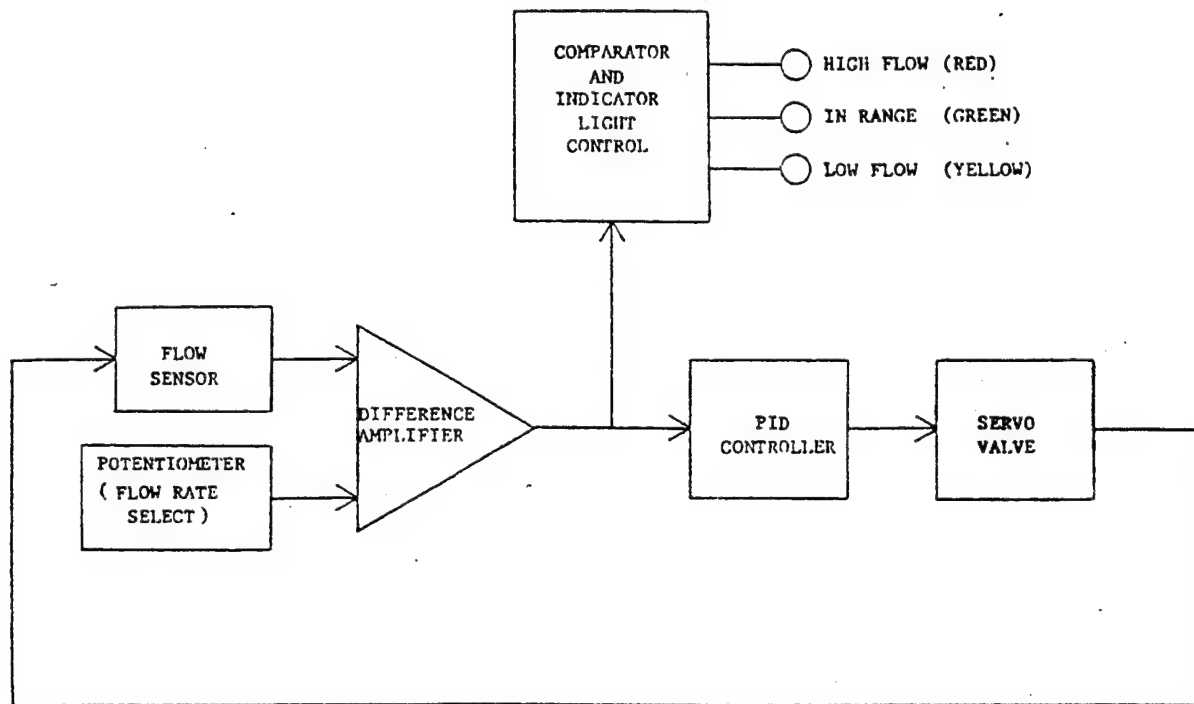 COMPARATOR
AND
INDICATOR
LIGHT
CONTROL
HIGH FLOW (RED)
IN RANGE (GREEN)
LOW FLOW (YELLOW)
FLOW
SENSOR
POTENTIOMETER
( FLOW RATE
SELECT )
DIFFERENCE
AMPLIFIER
PID
CONTROLLER
SERVO
VALVE